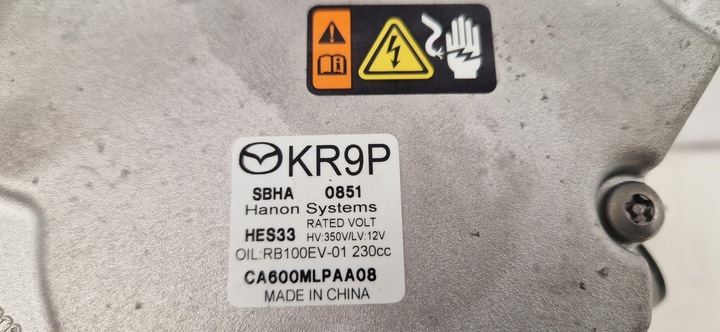 KR9P
SBHA 0851
Hanon Systems
RATED VOLT
HES33 HV:350V/LV:12V
OIL:RB100EV-01 230cc
CA600MLPAA08
MADE IN CHINA